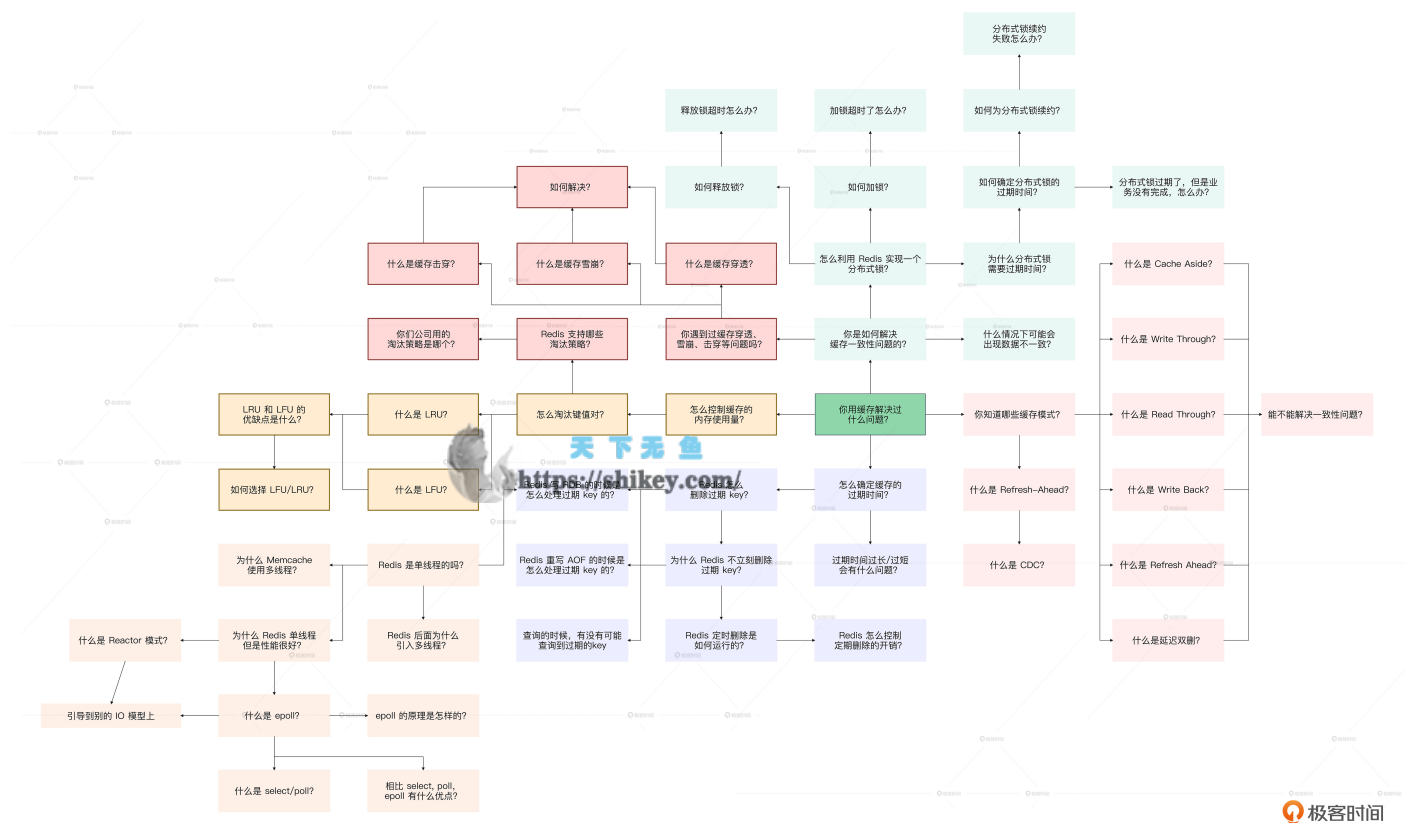 分布式锁续约
失败怎么办?
释放锁超时怎么办?
加锁超时了怎么办?
如何为分布式锁续约?
如何解决?
如何释放锁?
如何加锁?
如何确定分布式锁的
过期时间?
分布式锁过期了，但是业
务没有完成，怎么办?
什么是缓存击穿?
什么是缓存雪崩?
什么是缓存穿透?
怎么利用 Redis 实现一个
分布式锁?
为什么分布式锁
需要过期时间?
什么是 Cache Aside?
你们公司用的
淘汰策略是哪个?
Redis 支持哪些
淘汰策略?
你遇到过缓存穿透、
雪崩、击穿等问题吗?
你是如何解决
缓存一致性问题的?
什么情况下可能会
出现数据不一致?
什么是 Write Through?
LRU 和 LFU 的
优缺点是什么?
什么是 LRU?
怎么淘汰键值对?
怎么控制缓存的
内存使用量?
你用缓存解决过
什么问题?
你知道哪些缓存模式?
什么是 Read Through?
能不能解决一致性问题?
天下无鱼
https://shikey.com/
如何选择 LFU/LRU?
什么是 LFU?
Redis 写 RDB 的时候是
怎么处理过期 key 的?
Redis 怎么
删除过期 key?
怎么确定缓存的
过期时间?
什么是 Refresh-Ahead?
什么是 Write Back?
为什么 Memcache
使用多线程?
Redis 是单线程的吗?
Redis 重写 AOF 的时候是
怎么处理过期 key 的?
为什么 Redis 不立刻删除
过期 key?
过期时间过长/过短
会有什么问题?
什么是 CDC?
什么是 Refresh Ahead?
什么是 Reactor 模式?
为什么 Redis 单线程
但是性能很好?
Redis 后面为什么
引入多线程?
查询的时候，有没有可能
查询到过期的key
Redis 定时删除是
如何运行的?
Redis 怎么控制
定期删除的开销?
什么是延迟双删?
引导到别的 IO 模型上
什么是 epoll?
epoll 的原理是怎样的?
什么是 select/poll?
相比 select, poll,
epoll 有什么优点?
极客时间